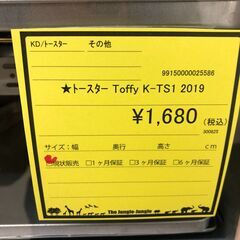 KD/トースター その他
99150000025586
★トースター Toffy K-TS1 2019
¥1,680(税込)
300825
サイズ:幅 奥行 高さ cm
現状販売 □1ヶ月保証 □3ヶ月保証 □6ヶ月保証
The Jungle-Jungle